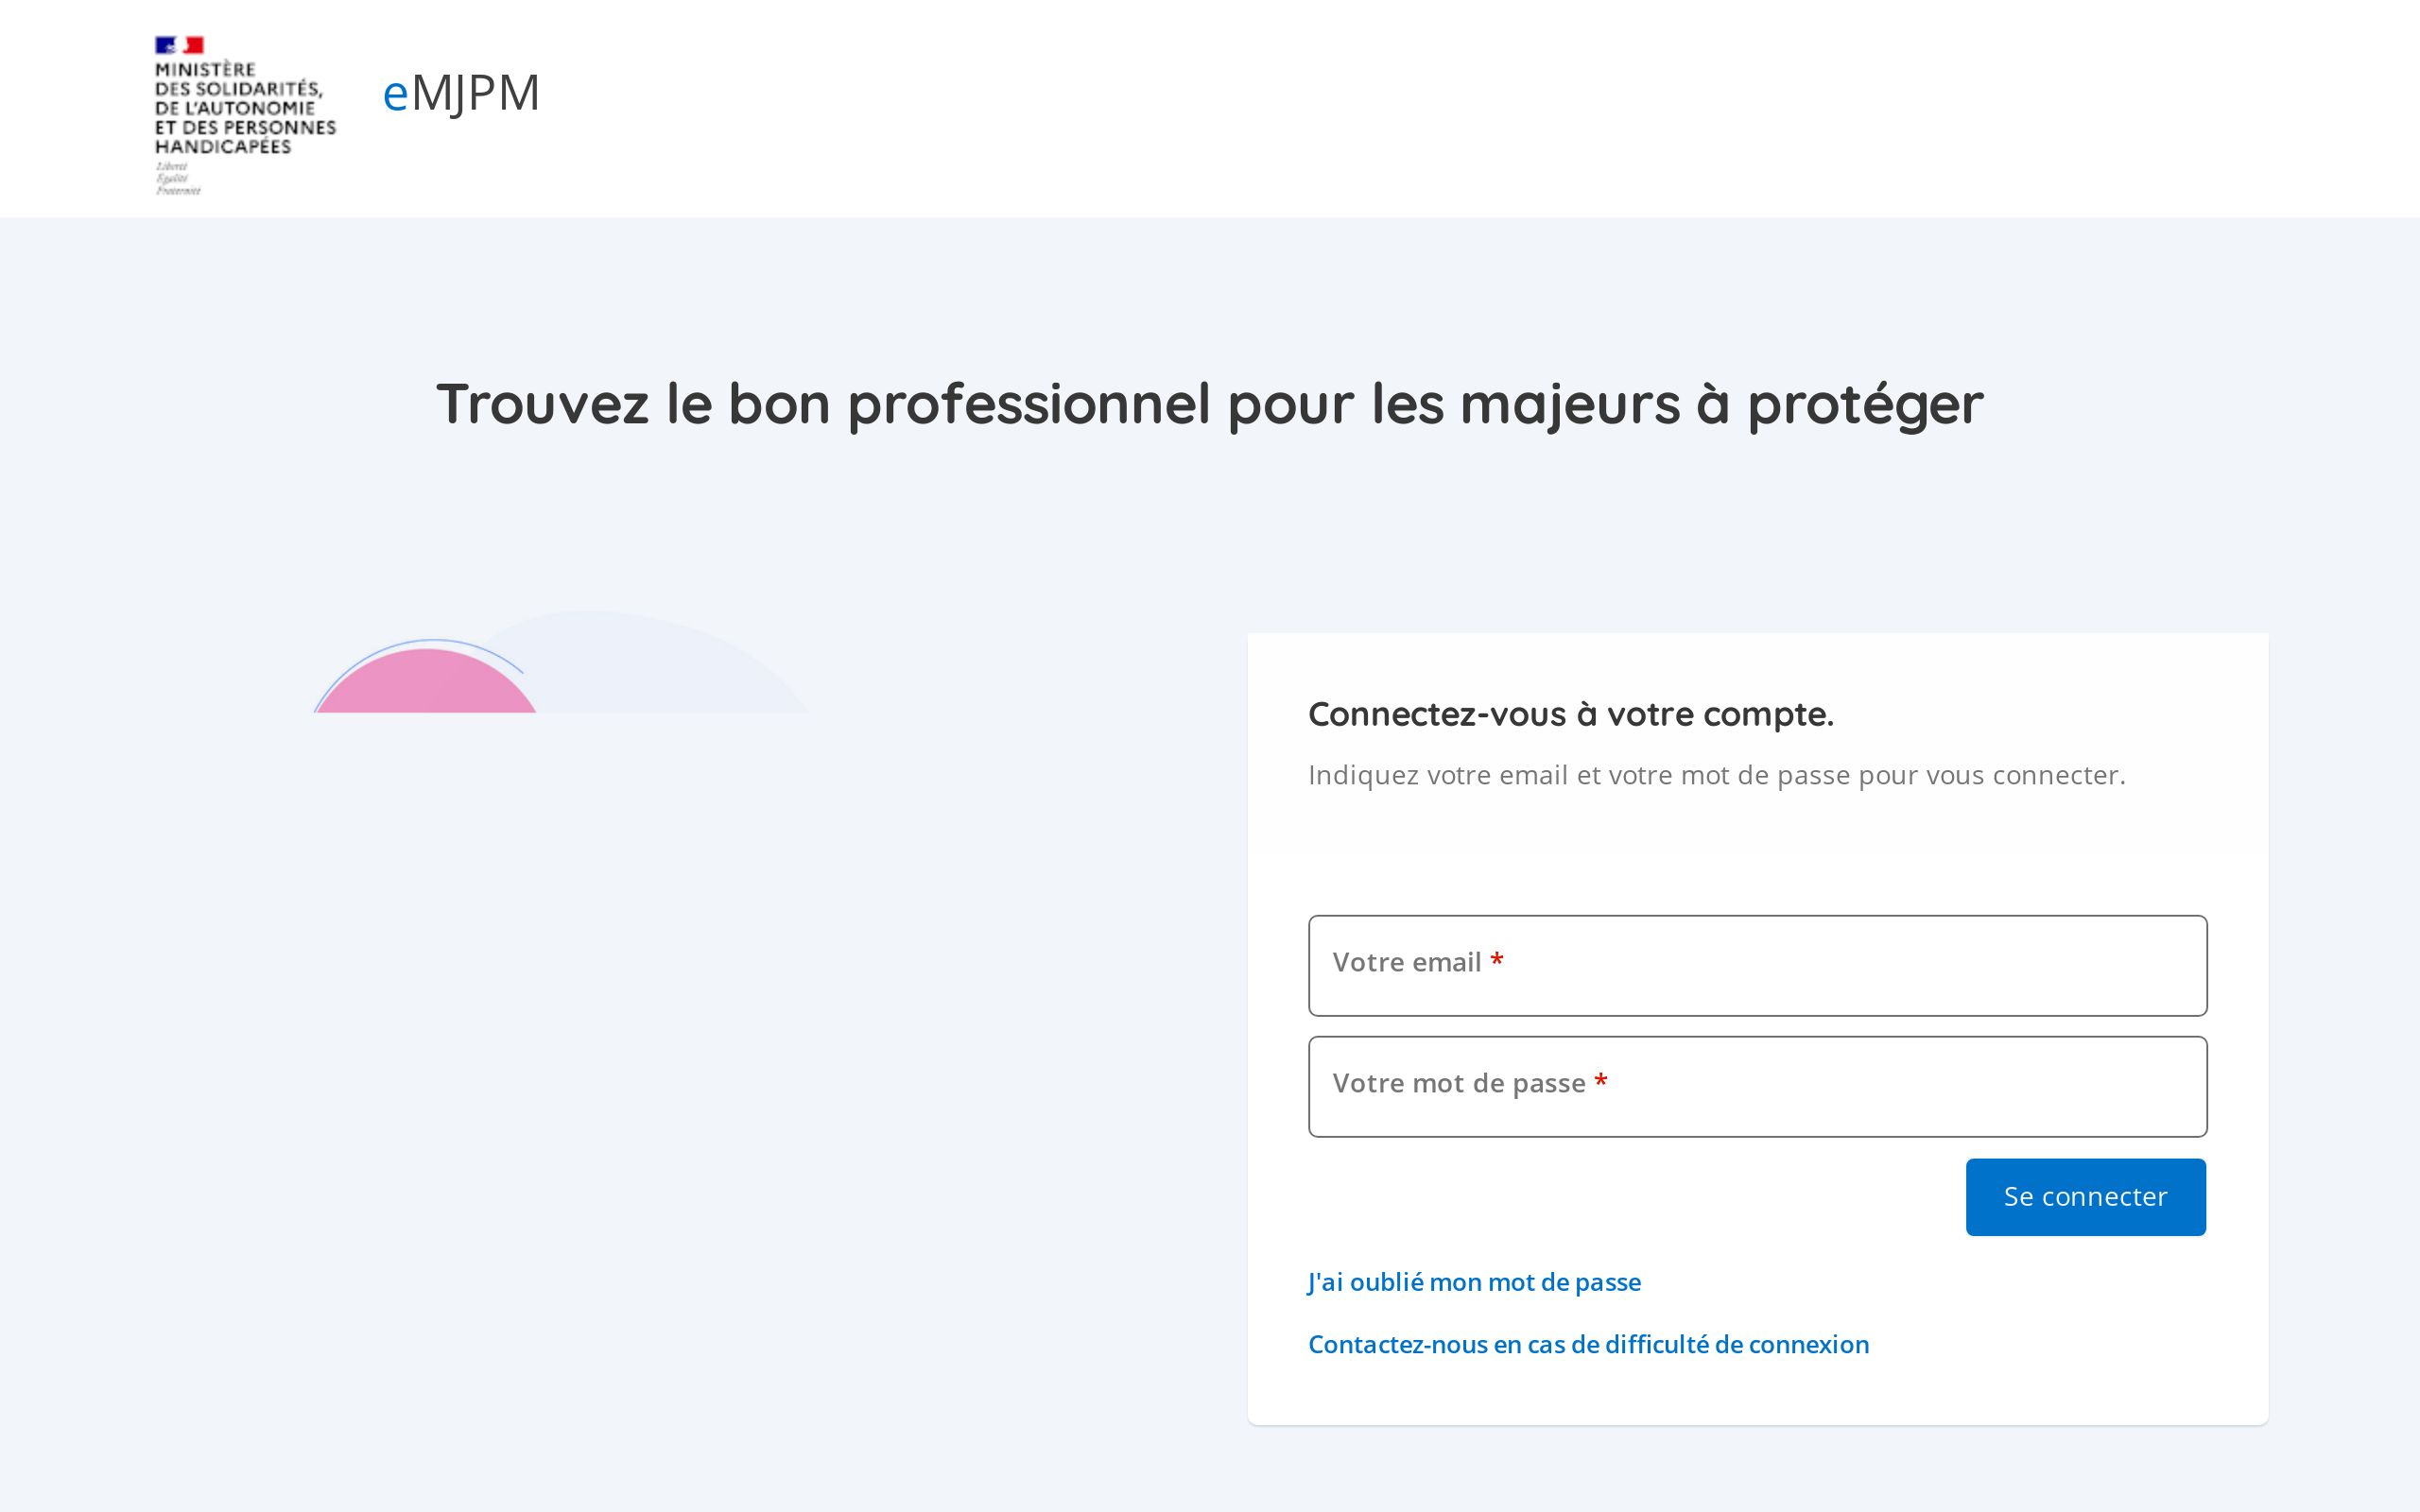 MINISTÈRE
DES SOLIDARITÉS,
DE L'AUTONOMIE
ET DES PERSONNES
HANDICAPÉES
Liberté
Égalité
Fraternité
eMJPM
Trouvez le bon professionnel pour les majeurs à protéger
Connectez-vous à votre compte.
Indiquez votre email et votre mot de passe pour vous connecter.
Votre email *
Votre mot de passe *
Se connecter
J'ai oublié mon mot de passe
Contactez-nous en cas de difficulté de connexion